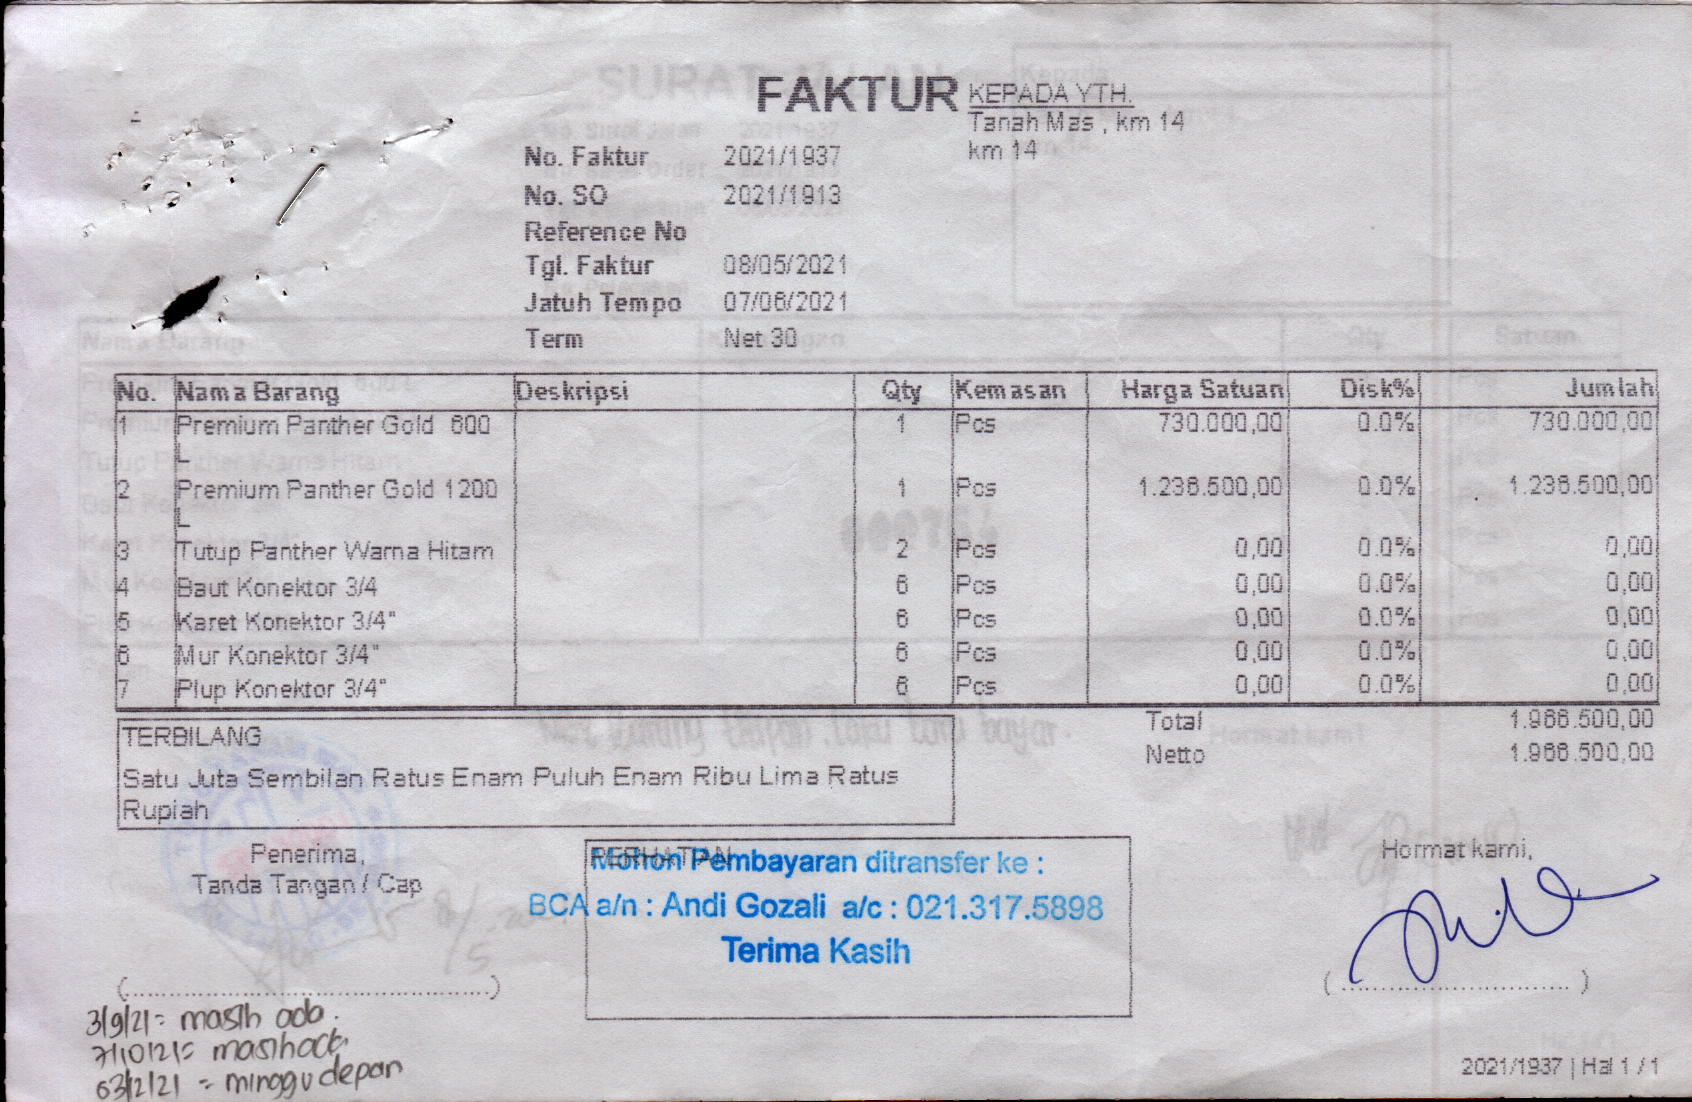 FAKTUR
KEPADA YTH.
Tanah Mas , km 14
km 14
No. Faktur 2021/1937
No. SO 2021/1913
Reference No
Tgl. Faktur 08/05/2021
Jatuh Tempo 07/06/2021
Term Net 30
No. Nama Barang Deskripsi Qty Kemasan Harga Satuan Disk% Jumlah
1 Premium Panther Gold 600 1 Pcs 730.000,00 0.0% 730.000,00
L
2 Premium Panther Gold 1200 1 Pcs 1.236.500,00 0.0% 1.236.500,00
L
3 Tutup Panther Warna Hitam 2 Pcs 0,00 0.0% 0,00
4 Baut Konektor 3/4 6 Pcs 0,00 0.0% 0,00
5 Karet Konektor 3/4" 6 Pcs 0,00 0.0% 0,00
6 Mur Konektor 3/4" 6 Pcs 0,00 0.0% 0,00
7 Plup Konektor 3/4" 6 Pcs 0,00 0.0% 0,00
Total 1.966.500,00
Netto 1.966.500,00
TERBILANG
Satu Juta Sembilan Ratus Enam Puluh Enam Ribu Lima Ratus
Rupiah
Penerima,
Tanda Tangan / Cap
PERHATIAN
Mohon Pembayaran ditransfer ke :
BCA a/n : Andi Gozali a/c : 021.317.5898
Terima Kasih
Hormat kami,
(..........................................)
( ............................... )
3/9/21 = masih ada.
7/10/21 = masih ada
03/12/21 = minggu depan
2021/1937 | Hal 1 / 1